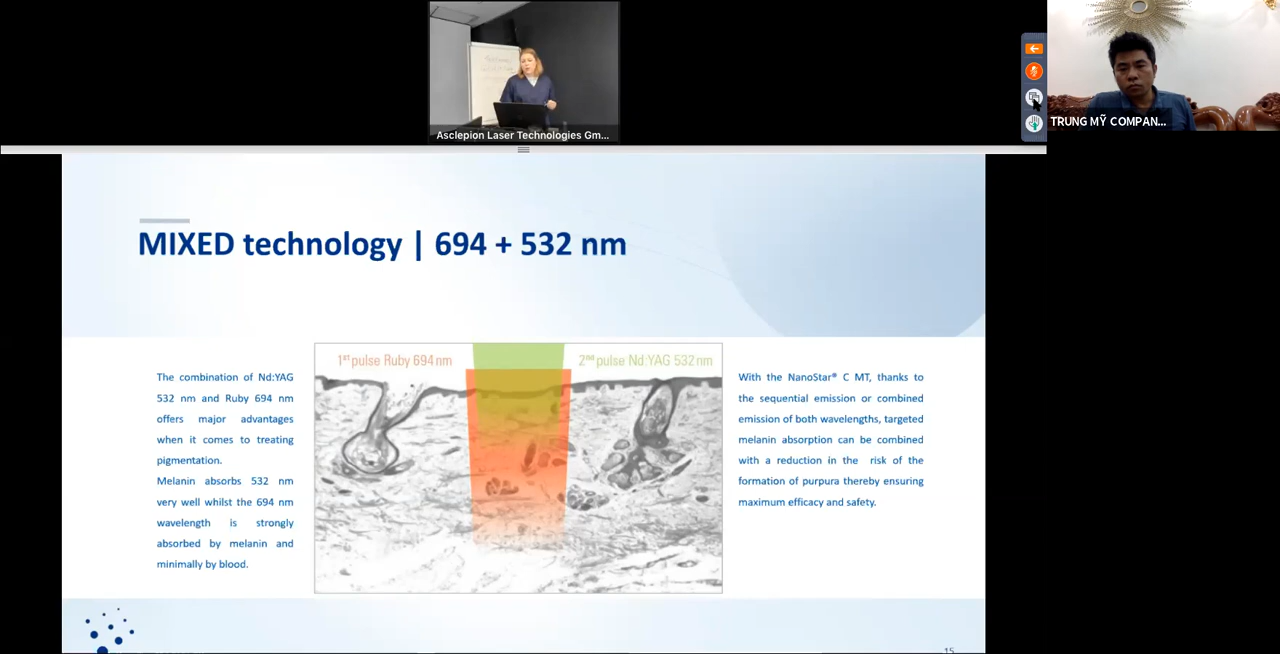 Asclepion Laser Technologies Gm...
TRUNG MỸ COMPAN...
MIXED technology | 694 + 532 nm
The combination of Nd:YAG
532 nm and Ruby 694 nm
offers major advantages
when it comes to treating
pigmentation.
Melanin absorbs 532 nm
very well whilst the 694 nm
wavelength is strongly
absorbed by melanin and
minimally by blood.
1st pulse Ruby 694 nm
2nd pulse Nd:YAG 532 nm
With the NanoStar® C MT, thanks to
the sequential emission or combined
emission of both wavelengths, targeted
melanin absorption can be combined
with a reduction in the risk of the
formation of purpura thereby ensuring
maximum efficacy and safety.
15